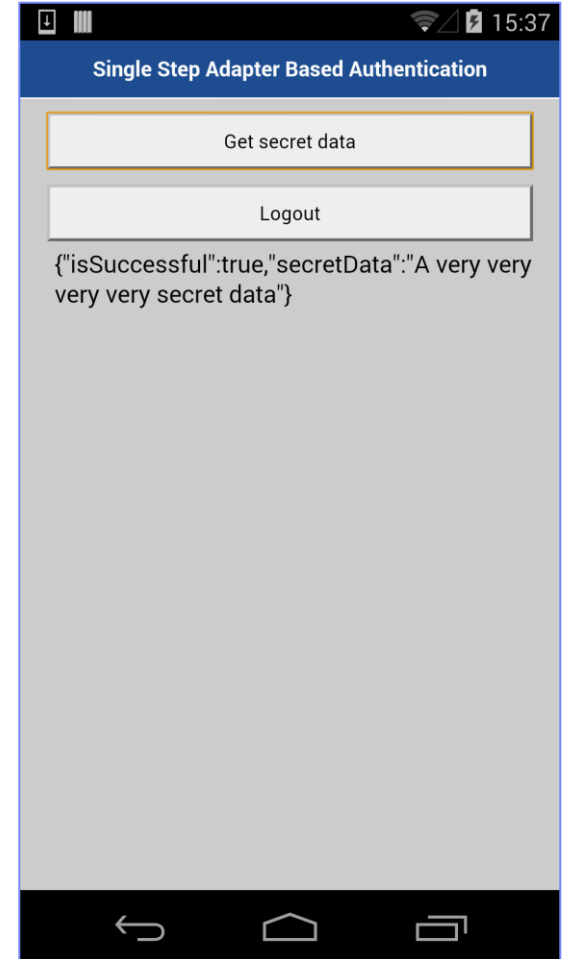 15:37
Single Step Adapter Based Authentication
Get secret data
Logout
{"isSuccessful":true,"secretData":"A very very
very very secret data"}